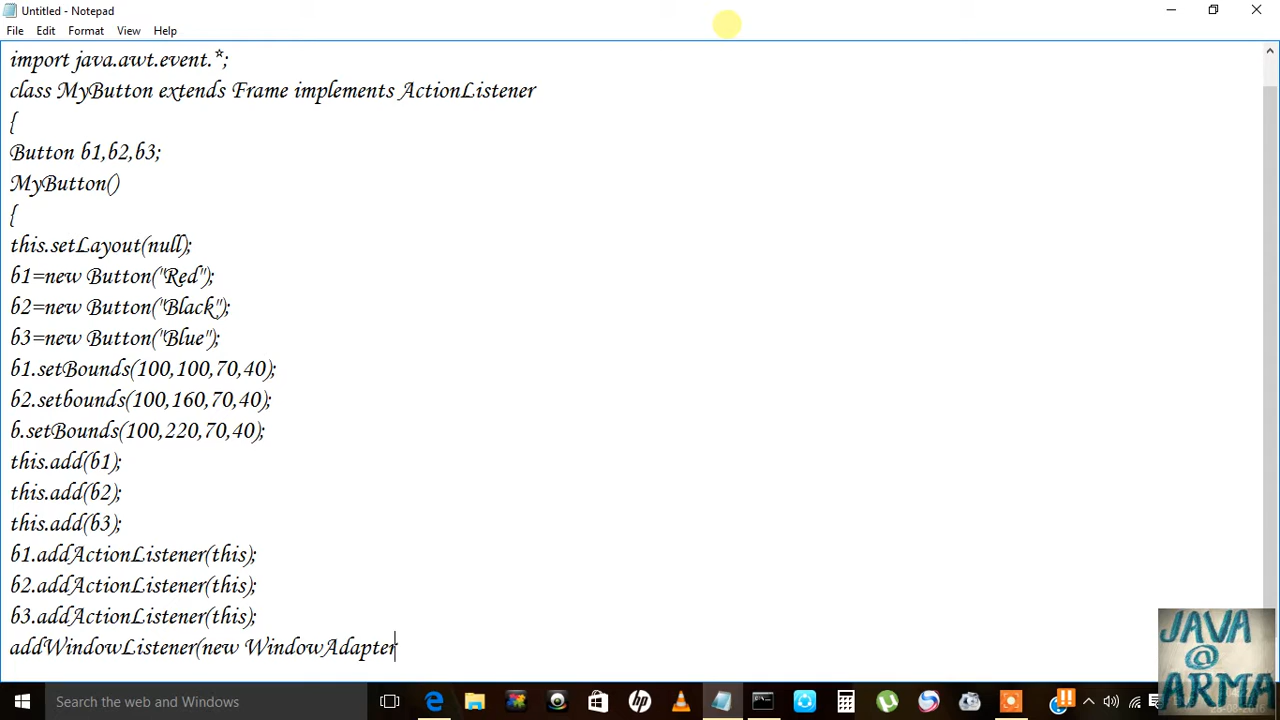 Untitled - Notepad
File Edit Format View Help
import java.awt.event.*;
class MyButton extends Frame implements ActionListener
{
Button b1,b2,b3;
MyButton()
{
this.setLayout(null);
b1=new Button("Red");
b2=new Button("Black");
b3=new Button("Blue");
b1.setBounds(100,100,70,40);
b2.setbounds(100,160,70,40);
b.setBounds(100,220,70,40);
this.add(b1);
this.add(b2);
this.add(b3);
b1.addActionListener(this);
b2.addActionListener(this);
b3.addActionListener(this);
addWindowListener(new WindowAdapter
JAVA
@
ARMA
Search the web and Windows
hp